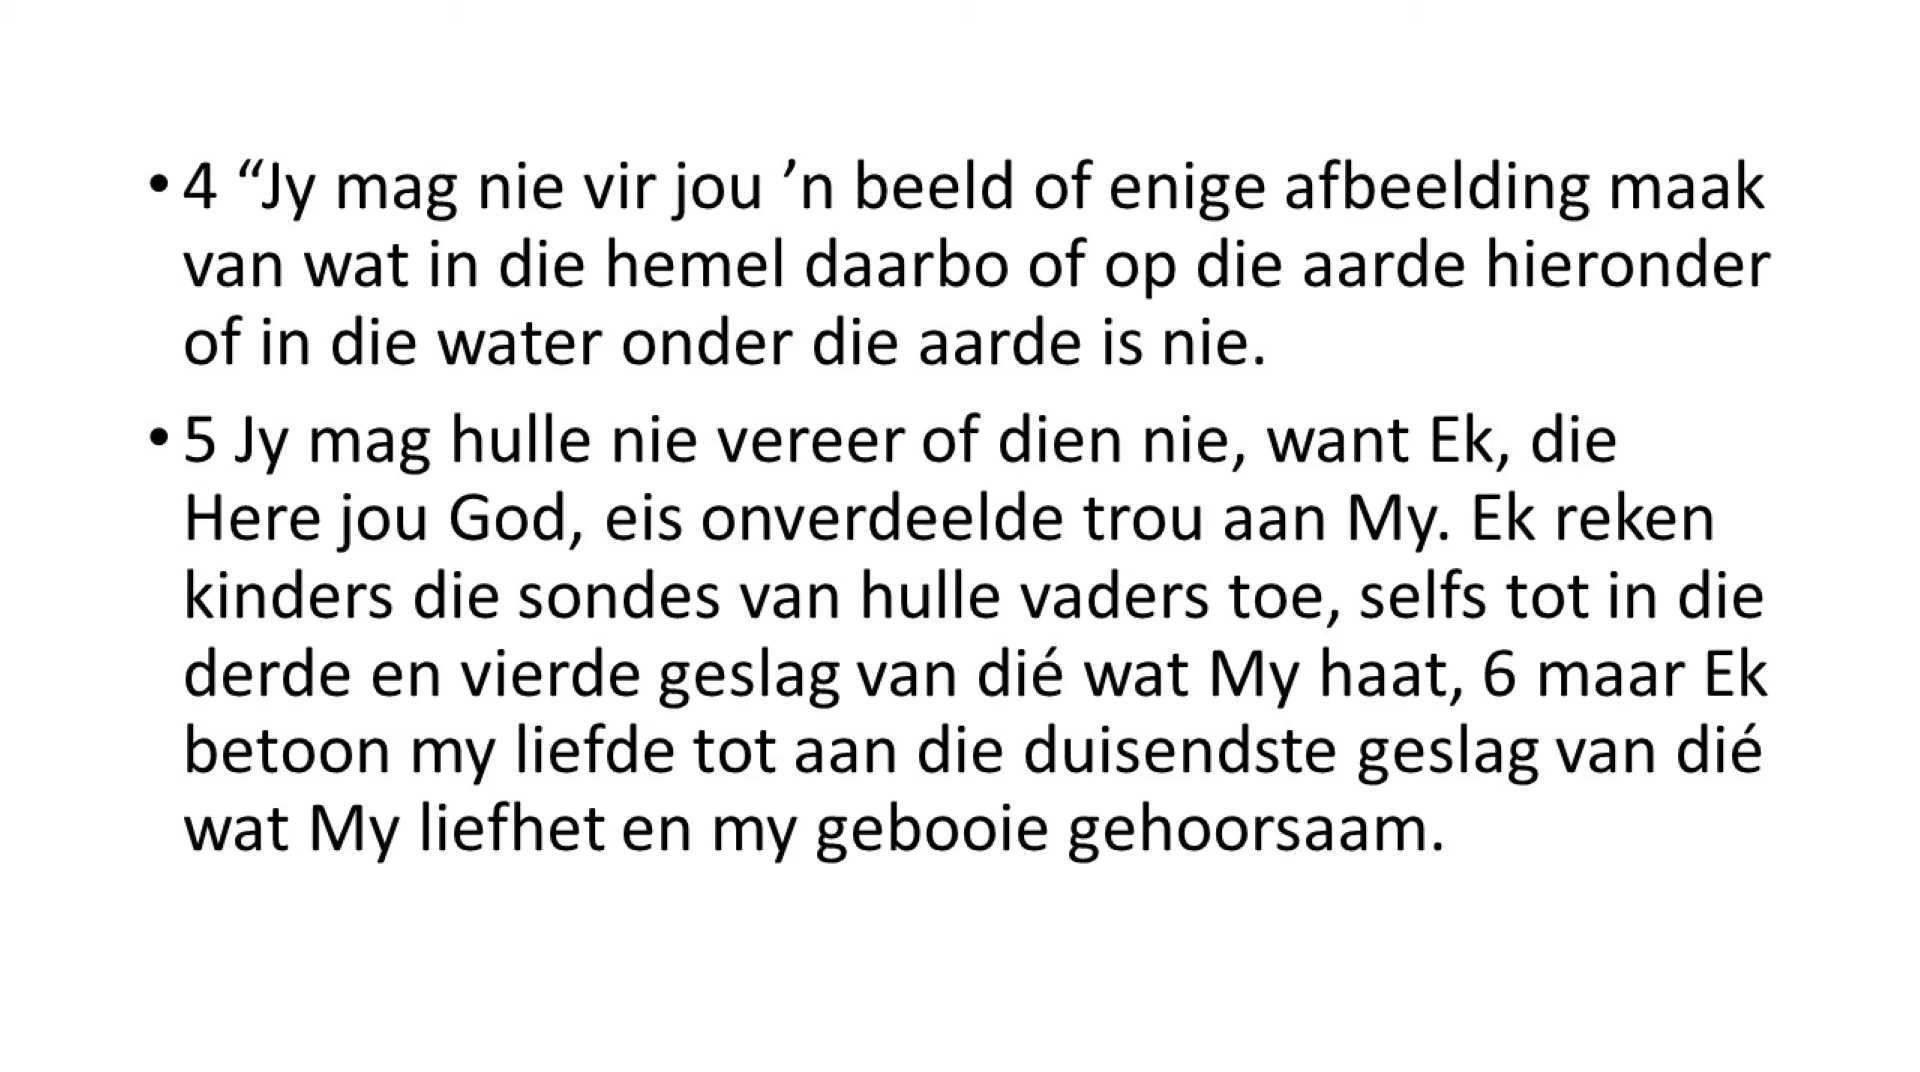 • 4 “Jy mag nie vir jou ’n beeld of enige afbeelding maak
van wat in die hemel daarbo of op die aarde hieronder
of in die water onder die aarde is nie.
• 5 Jy mag hulle nie vereer of dien nie, want Ek, die
Here jou God, eis onverdeelde trou aan My. Ek reken
kinders die sondes van hulle vaders toe, selfs tot in die
derde en vierde geslag van dié wat My haat, 6 maar Ek
betoon my liefde tot aan die duisendste geslag van dié
wat My liefhet en my gebooie gehoorsaam.